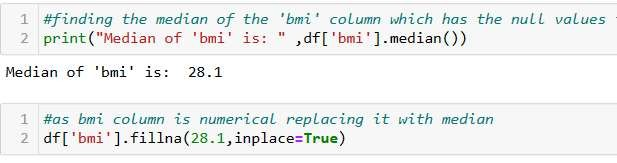 1 #finding the median of the 'bmi' column which has the null values
2 print("Median of 'bmi' is: " ,df['bmi'].median())
Median of 'bmi' is:  28.1
1 #as bmi column is numerical replacing it with median
2 df['bmi'].fillna(28.1,inplace=True)